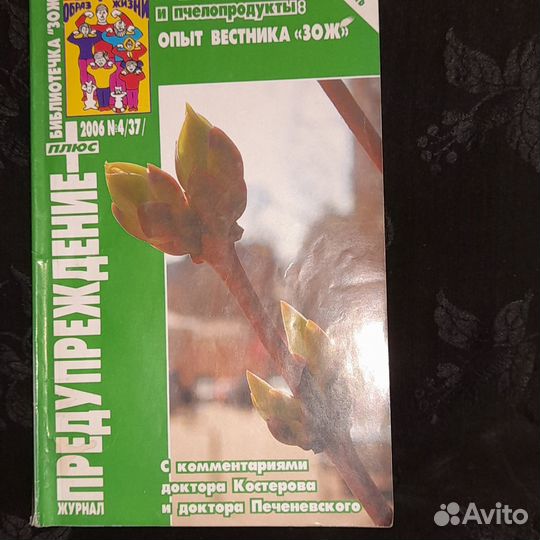 и пчелопродукты:
ОПЫТ ВЕСТНИКА «ЗОЖ»
ОБРАЗ ЖИЗНИ
БИБЛИОТЕЧКА "ЗОЖ
2006 №4/37/
плюс
ЖУРНАЛ ПРЕДУПРЕЖДЕНИЕ+
С комментариями
доктора Костерова
и доктора Печеневского
Avito